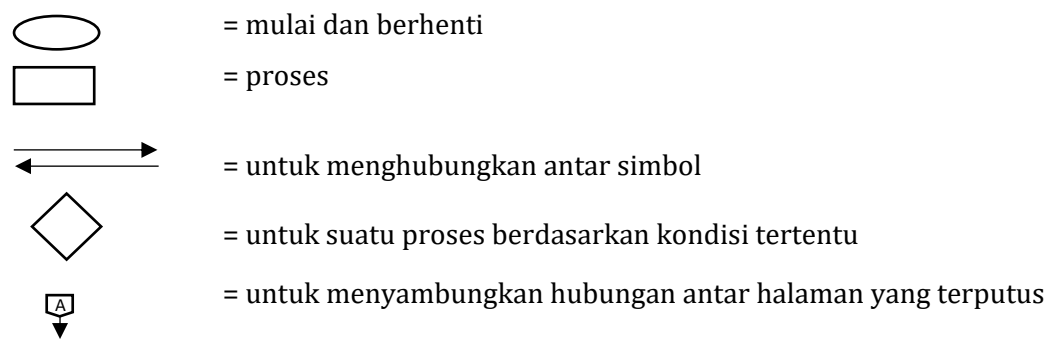 = mulai dan berhenti
= proses
= untuk menghubungkan antar simbol
= untuk suatu proses berdasarkan kondisi tertentu
= untuk menyambungkan hubungan antar halaman yang terputus
A